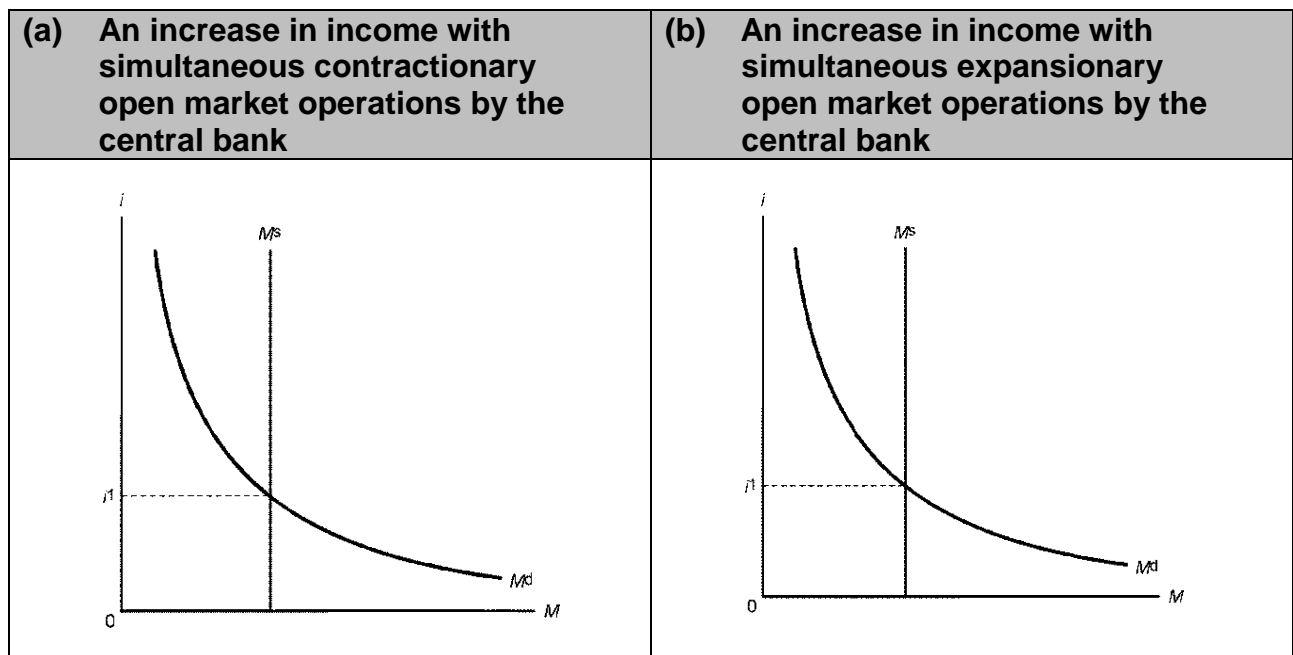 (a) An increase in income with
simultaneous contractionary
open market operations by the
central bank
(b) An increase in income with
simultaneous expansionary
open market operations by the
central bank
i
Ms
i1
Md
0
M
i
Ms
i1
Md
0
M